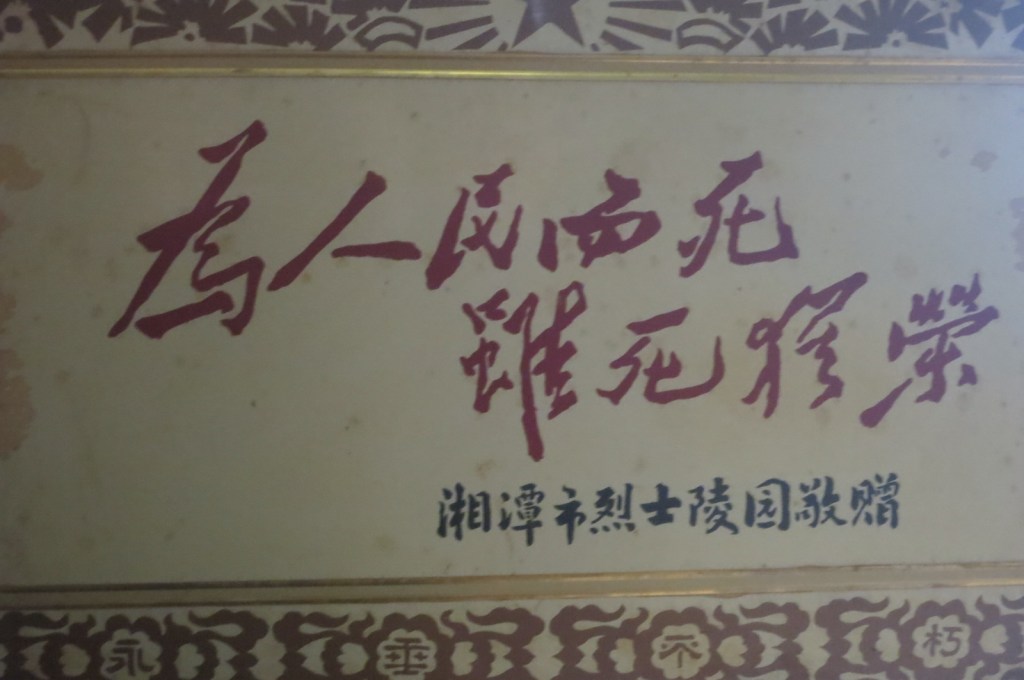 為人民而死
雖死猶榮
湘潭市烈士陵园敬赠
永垂不朽